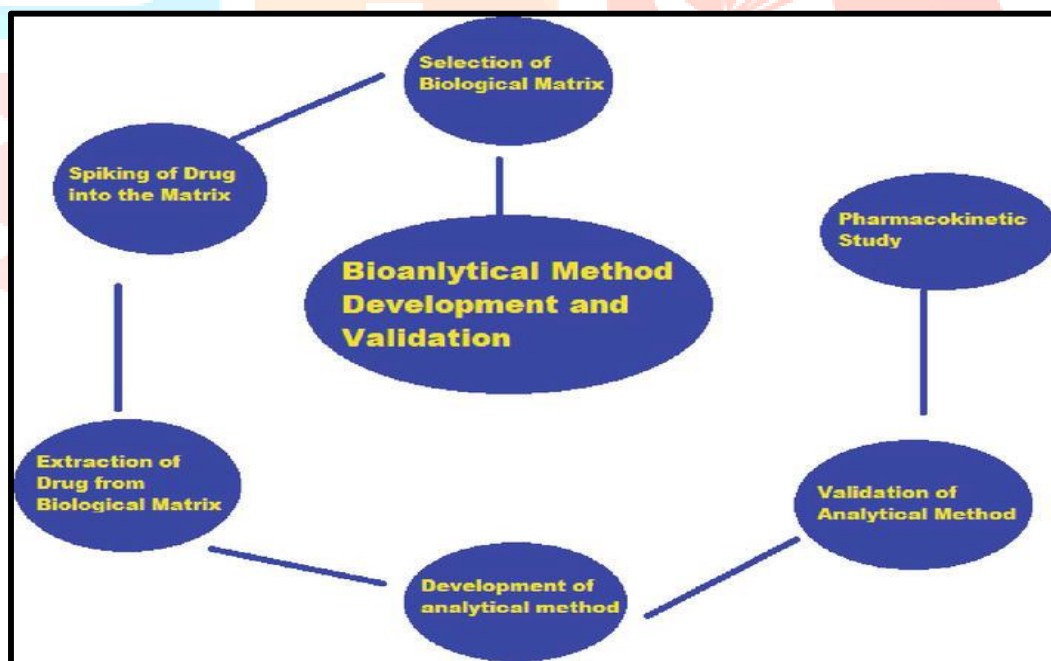 Selection of
Biological Matrix
Spiking of Drug
into the Matrix
Pharmacokinetic
Study
Bioanlytical Method
Development and
Validation
Extraction of
Drug from
Biological Matrix
Validation of
Analytical Method
Development of
analytical method